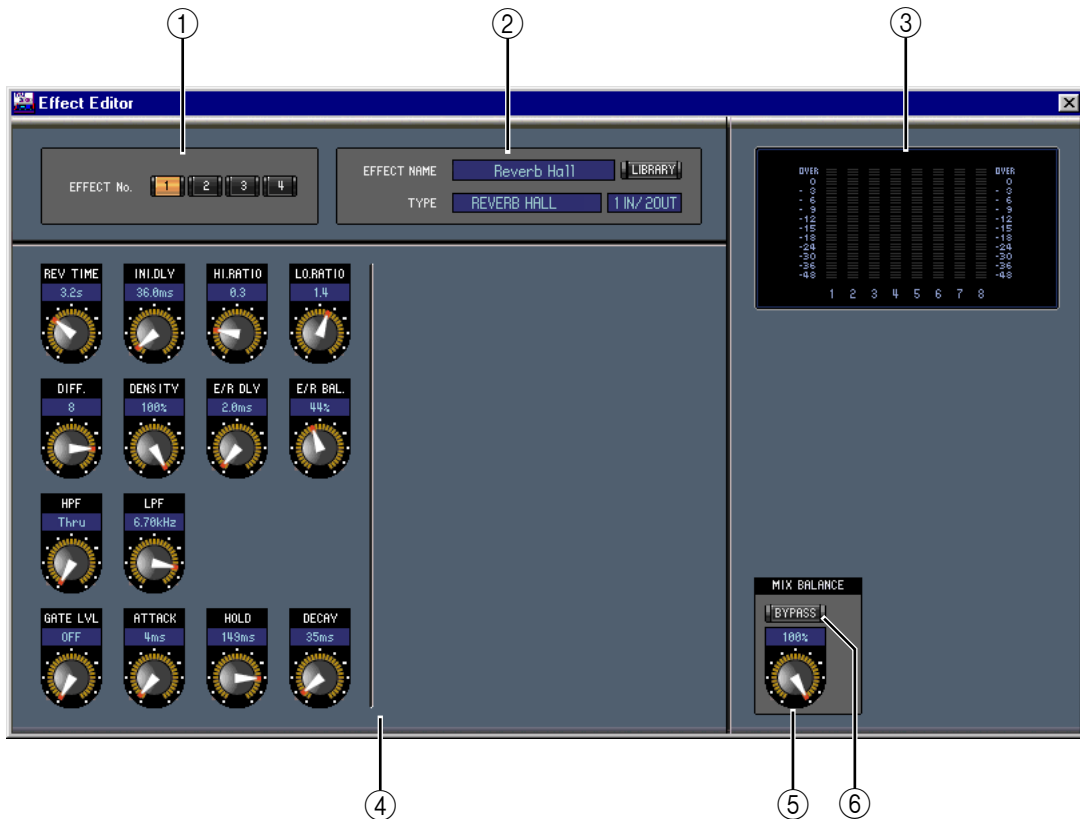 ① ② ③
Effect Editor
EFFECT No. 1 2 3 4
EFFECT NAME Reverb Hall LIBRARY
TYPE REVERB HALL 1 IN/ 2OUT
OVER OVER
0 0
- 3 - 3
- 6 - 6
- 9 - 9
-12 -12
-15 -15
-18 -18
-24 -24
-30 -30
-36 -36
-48 -48
1 2 3 4 5 6 7 8
REV TIME INI.DLY HI.RATIO LO.RATIO
3.2s 36.0ms 0.3 1.4
DIFF. DENSITY E/R DLY E/R BAL.
8 100% 2.0ms 44%
HPF LPF
Thru 6.70kHz
GATE LVL ATTACK HOLD DECAY
OFF 4ms 149ms 35ms
MIX BALANCE
BYPASS
100%
④ ⑤ ⑥